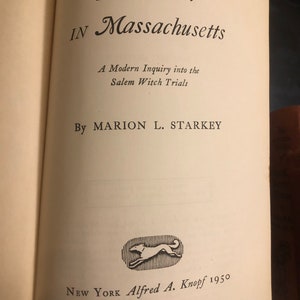 IN Massachusetts
A Modern Inquiry into the
Salem Witch Trials
By MARION L. STARKEY
NEW YORK Alfred A. Knopf 1950